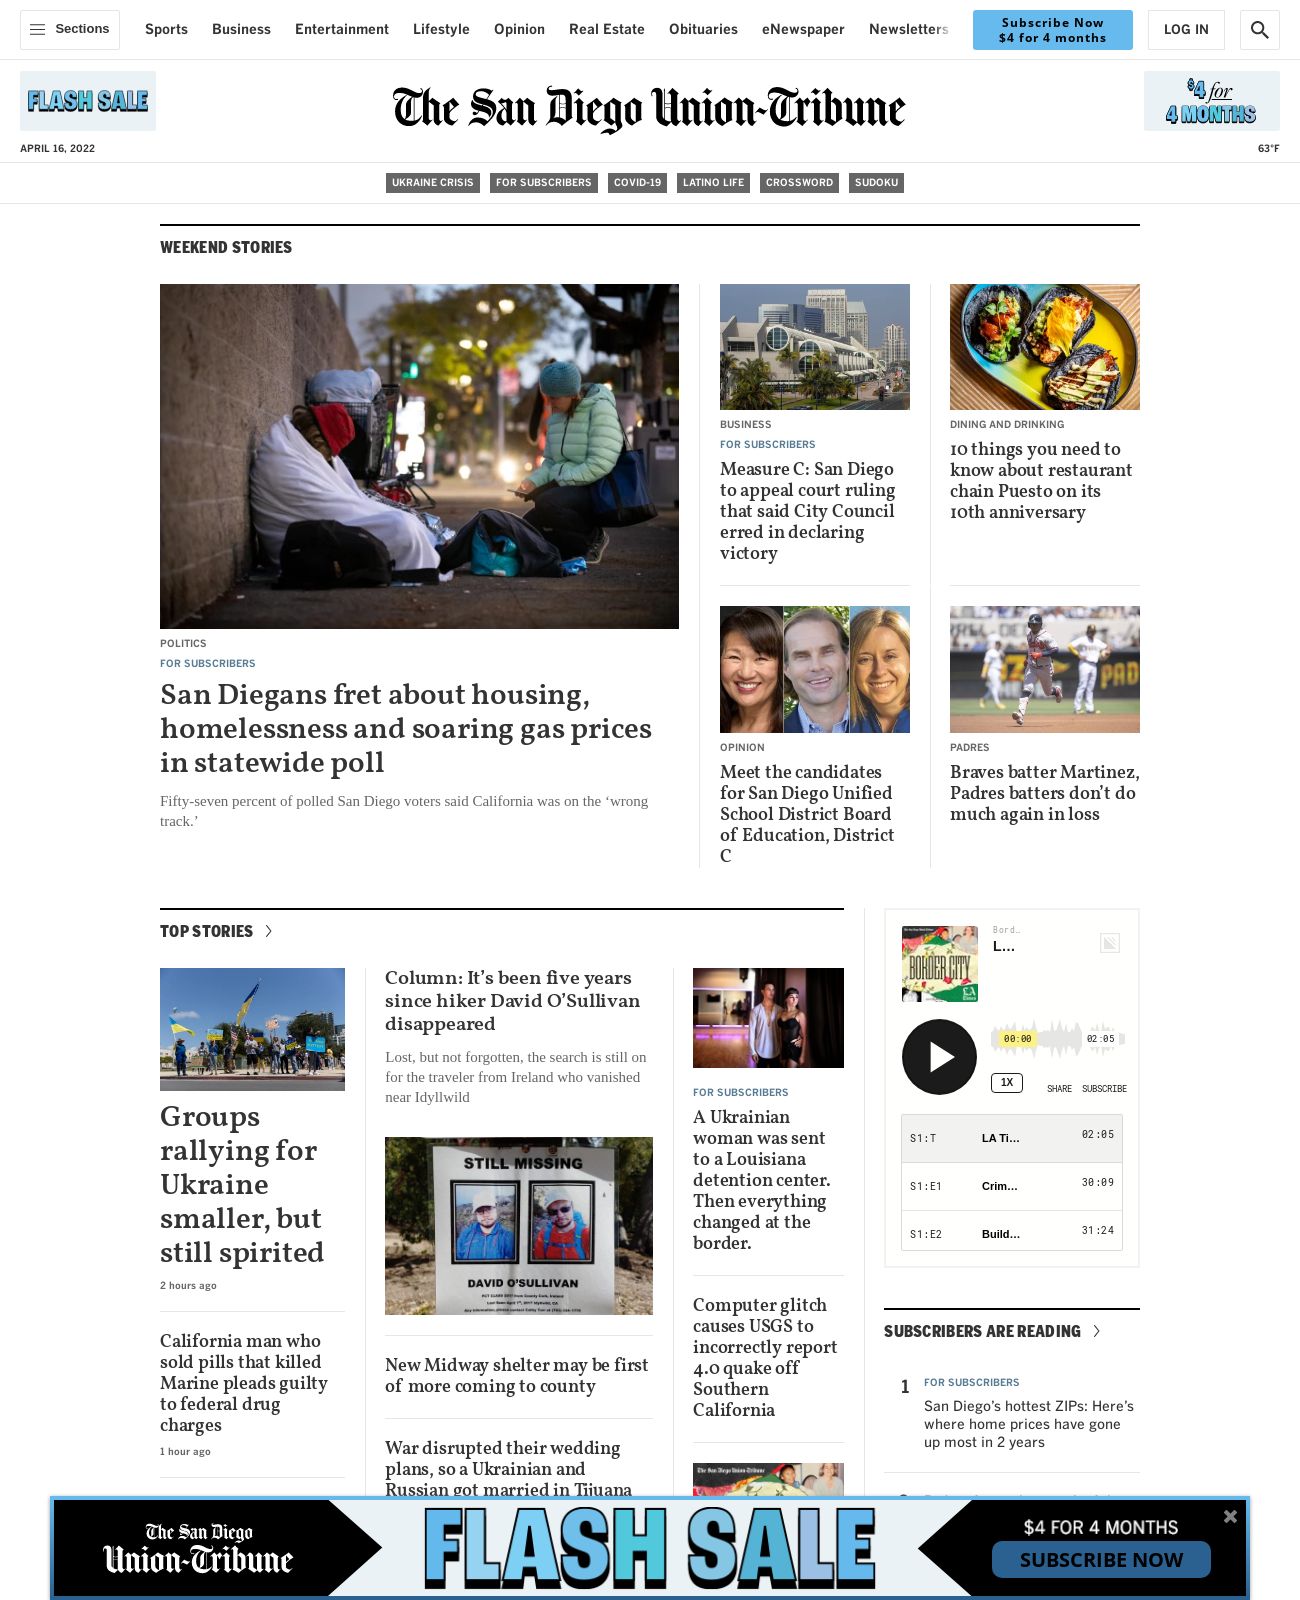 Sections
Sports
Business
Entertainment
Lifestyle
Opinion
Real Estate
Obituaries
eNewspaper
Newsletters
Subscribe Now
$4 for 4 months
LOG IN
FLASH SALE
The San Diego Union-Tribune
$4 for
4 MONTHS
APRIL 16, 2022
63°F
UKRAINE CRISIS
FOR SUBSCRIBERS
COVID-19
LATINO LIFE
CROSSWORD
SUDOKU
WEEKEND STORIES
POLITICS
FOR SUBSCRIBERS
San Diegans fret about housing,
homelessness and soaring gas prices
in statewide poll
Fifty-seven percent of polled San Diego voters said California was on the ‘wrong
track.’
BUSINESS
FOR SUBSCRIBERS
Measure C: San Diego
to appeal court ruling
that said City Council
erred in declaring
victory
DINING AND DRINKING
10 things you need to
know about restaurant
chain Puesto on its
10th anniversary
OPINION
Meet the candidates
for San Diego Unified
School District Board
of Education, District
C
PAD
PADRES
Braves batter Martinez,
Padres batters don’t do
much again in loss
TOP STORIES
Groups
rallying for
Ukraine
smaller, but
still spirited
2 hours ago
California man who
sold pills that killed
Marine pleads guilty
to federal drug
charges
1 hour ago
Column: It’s been five years
since hiker David O’Sullivan
disappeared
Lost, but not forgotten, the search is still on
for the traveler from Ireland who vanished
near Idyllwild
STILL MISSING
DAVID O'SULLIVAN
New Midway shelter may be first
of more coming to county
War disrupted their wedding
plans, so a Ukrainian and
Russian got married in Tijuana
FOR SUBSCRIBERS
A Ukrainian
woman was sent
to a Louisiana
detention center.
Then everything
changed at the
border.
Computer glitch
causes USGS to
incorrectly report
4.0 quake off
Southern
California
The San Diego Union-Tribune
BORDER CITY
LA
Times
Bord…
L…
00:00
02:05
1X
SHARE
SUBSCRIBE
S1:T
LA Ti…
02:05
S1:E1
Crim…
30:09
S1:E2
Build…
31:24
SUBSCRIBERS ARE READING
1
FOR SUBSCRIBERS
San Diego’s hottest ZIPs: Here’s
where home prices have gone
up most in 2 years
The San Diego
Union-Tribune
FLASH SALE
$4 FOR 4 MONTHS
SUBSCRIBE NOW